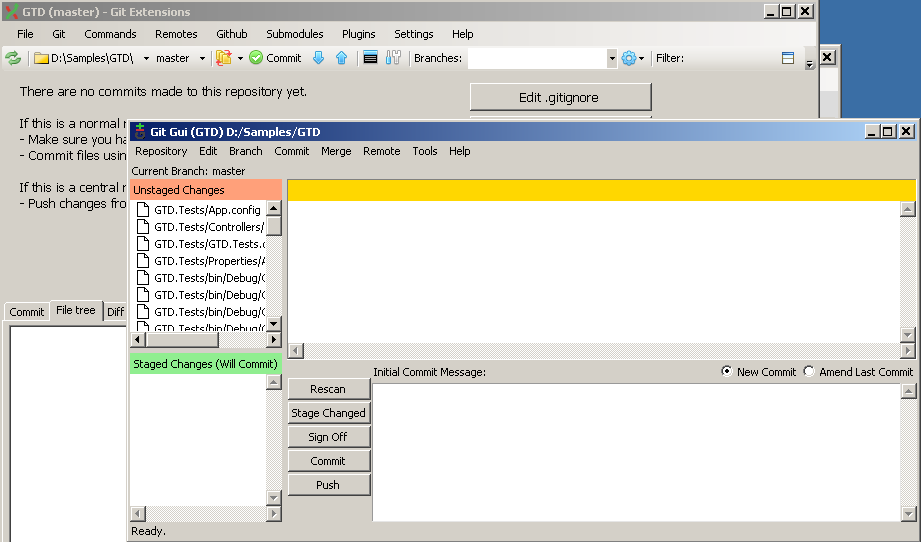 GTD (master) - Git Extensions
File Git Commands Remotes Github Submodules Plugins Settings Help
D:\Samples\GTD\ master Commit Branches: Filter:
There are no commits made to this repository yet.
Edit .gitignore
If this is a normal
- Make sure you ha
- Commit files usin
If this is a central
- Push changes fro
Commit File tree Diff
Git Gui (GTD) D:/Samples/GTD
Repository Edit Branch Commit Merge Remote Tools Help
Current Branch: master
Unstaged Changes
GTD.Tests/App.config
GTD.Tests/Controllers/
GTD.Tests/GTD.Tests.c
GTD.Tests/Properties/A
GTD.Tests/bin/Debug/
GTD.Tests/bin/Debug/
GTD.Tests/bin/Debug/
GTD.Tests/bin/Debug/
Staged Changes (Will Commit)
Initial Commit Message: New Commit Amend Last Commit
Rescan
Stage Changed
Sign Off
Commit
Push
Ready.